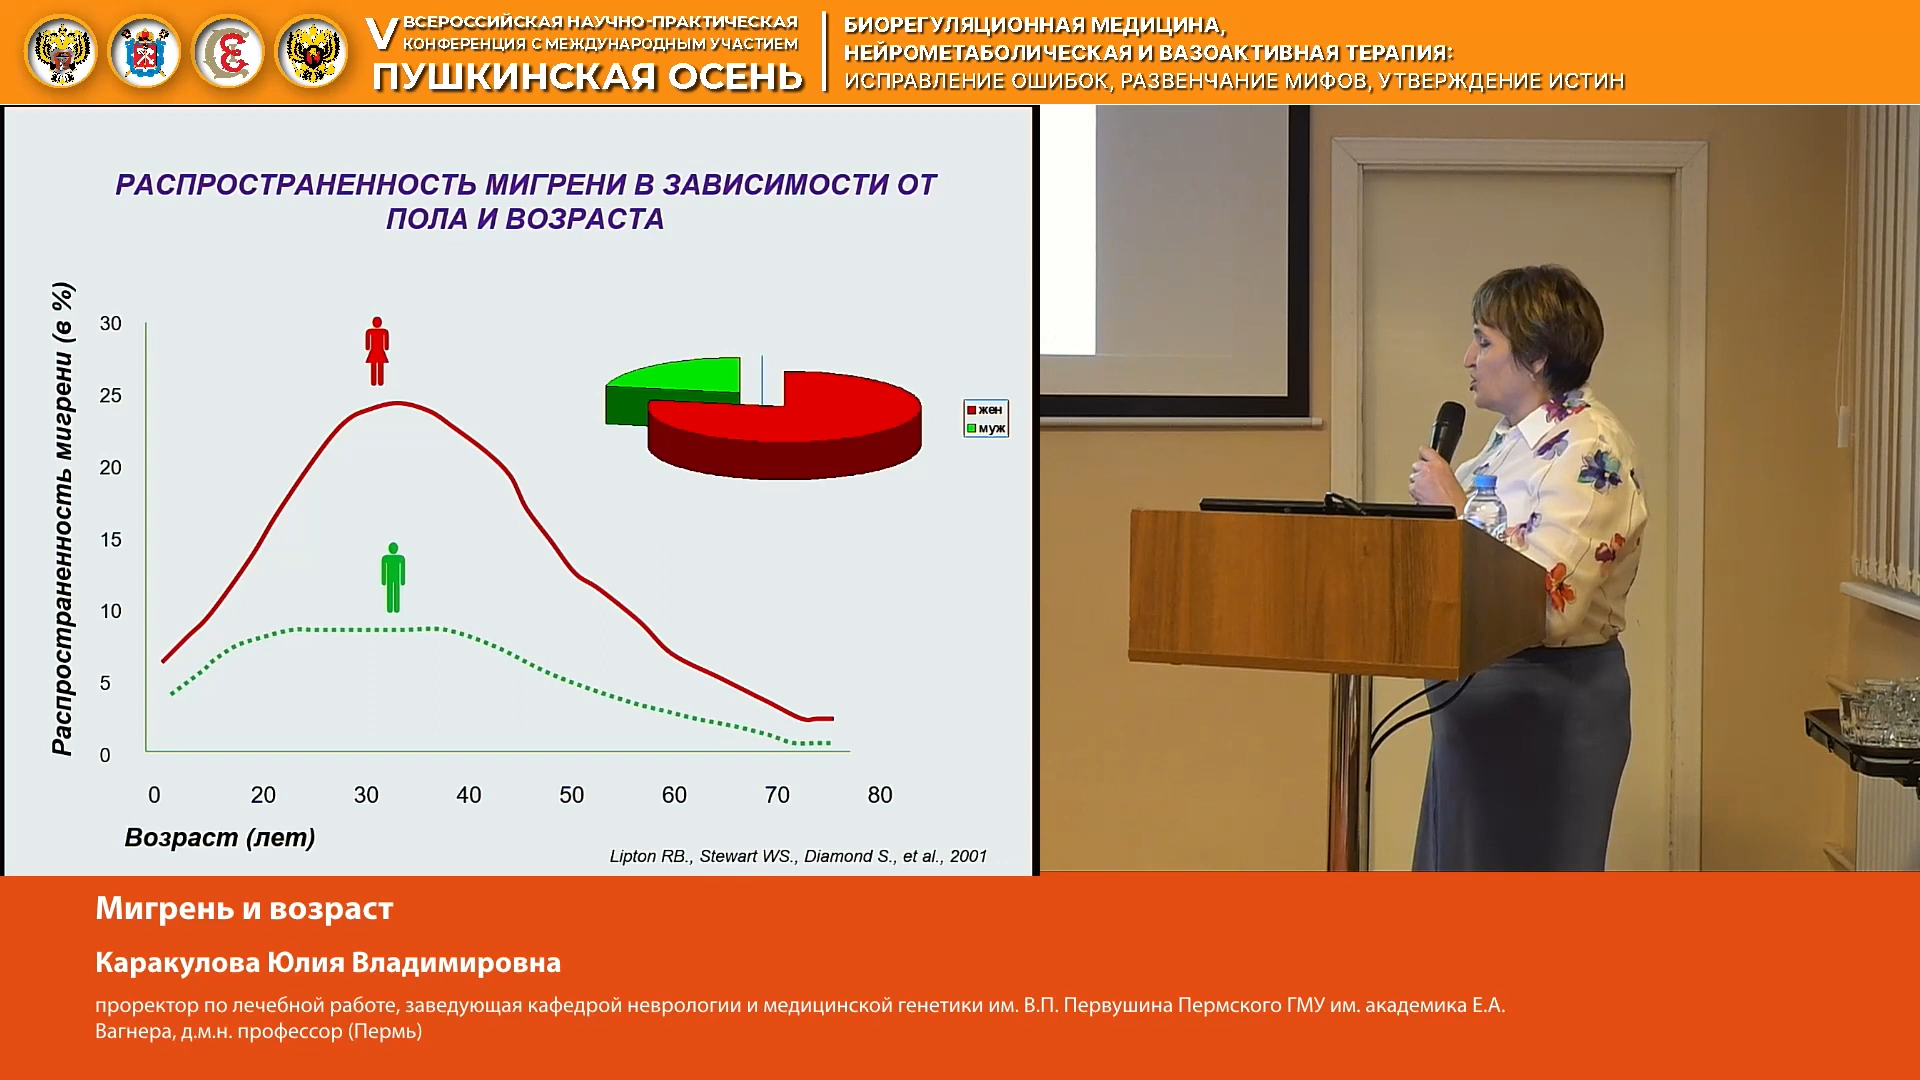 V ВСЕРОССИЙСКАЯ НАУЧНО-ПРАКТИЧЕСКАЯ
КОНФЕРЕНЦИЯ С МЕЖДУНАРОДНЫМ УЧАСТИЕМ
ПУШКИНСКАЯ ОСЕНЬ
БИОРЕГУЛЯЦИОННАЯ МЕДИЦИНА,
НЕЙРОМЕТАБОЛИЧЕСКАЯ И ВАЗОАКТИВНАЯ ТЕРАПИЯ:
ИСПРАВЛЕНИЕ ОШИБОК, РАЗВЕНЧАНИЕ МИФОВ, УТВЕРЖДЕНИЕ ИСТИН
РАСПРОСТРАНЕННОСТЬ МИГРЕНИ В ЗАВИСИМОСТИ ОТ
ПОЛА И ВОЗРАСТА
Распространенность мигрени (в %)
30
25
20
15
10
5
0
жен
муж
0 20 30 40 50 60 70 80
Возраст (лет)
Lipton RB., Stewart WS., Diamond S., et al., 2001
Мигрень и возраст
Каракулова Юлия Владимировна
проректор по лечебной работе, заведующая кафедрой неврологии и медицинской генетики им. В.П. Первушина Пермского ГМУ им. академика Е.А.
Вагнера, д.м.н. профессор (Пермь)